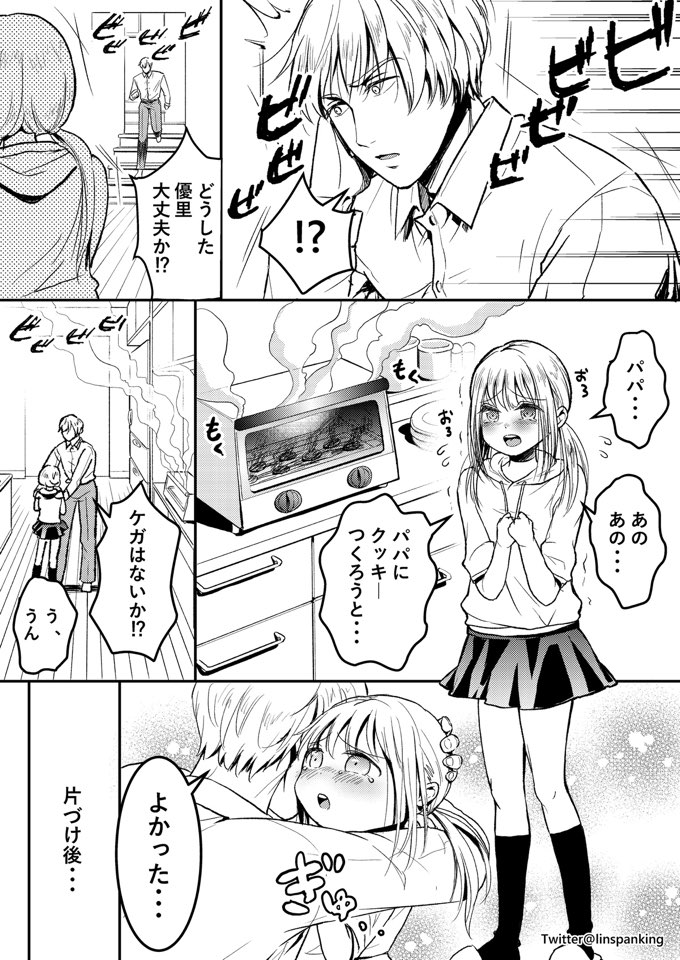 ビビビビ
!?
ビビビ
どうした
優里
大丈夫か!?
パパ・・・
おろ
おろ
あの
あの・・・
パパに
クッキー
つくろうと・・・
もく
もく
ビビビビ
ケガはないか!?
う、
うん
よかった・・・
ぎゅ
片づけ後・・・
Twitter@linspanking